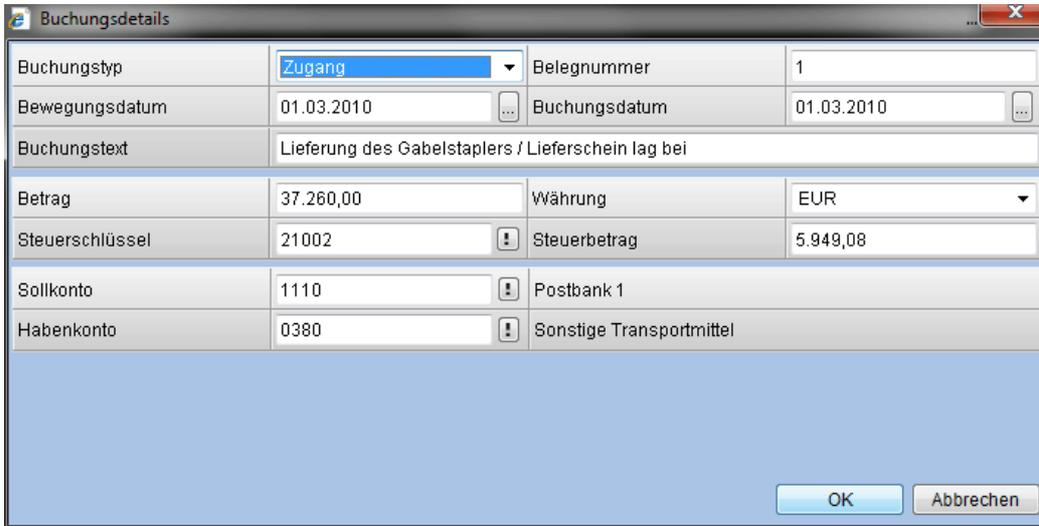 Buchungsdetails ...
Buchungstyp Zugang Belegnummer 1
Bewegungsdatum 01.03.2010 ... Buchungsdatum 01.03.2010 ...
Buchungstext Lieferung des Gabelstaplers / Lieferschein lag bei
Betrag 37.260,00 Währung EUR
Steuerschlüssel 21002 ! Steuerbetrag 5.949,08
Sollkonto 1110 ! Postbank 1
Habenkonto 0380 ! Sonstige Transportmittel
OK Abbrechen